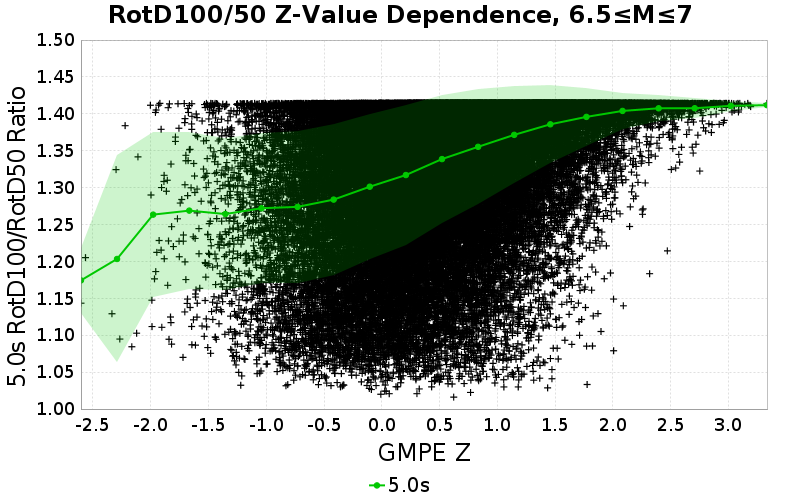 RotD100/50 Z-Value Dependence, 6.5≤M≤7
5.0s RotD100/RotD50 Ratio
1.50
1.45
1.40
1.35
1.30
1.25
1.20
1.15
1.10
1.05
1.00
-2.5 -2.0 -1.5 -1.0 -0.5 0.0 0.5 1.0 1.5 2.0 2.5 3.0
GMPE Z
5.0s